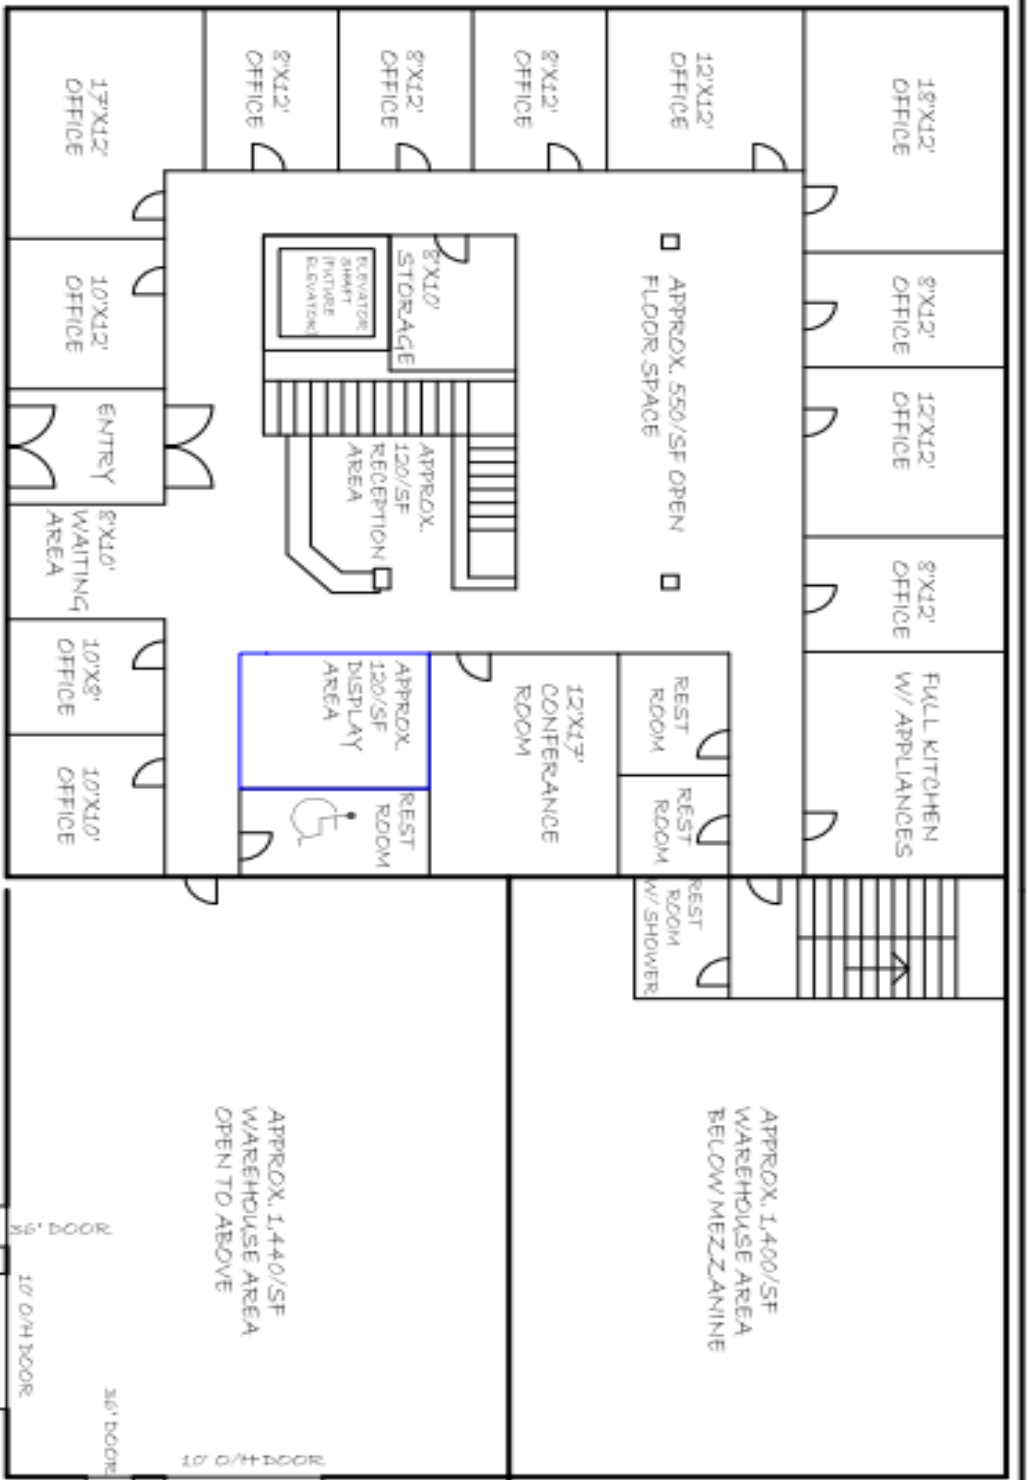 18'X12'
OFFICE
8'X12'
OFFICE
12'X12'
OFFICE
8'X12'
OFFICE
FULL KITCHEN
W/ APPLIANCES
12'X12'
OFFICE
8'X12'
OFFICE
8'X12'
OFFICE
8'X12'
OFFICE
17'X12'
OFFICE
10'X12'
OFFICE
ENTRY
8'X10'
WAITING
AREA
10'X8'
OFFICE
10'X10'
OFFICE
APPROX. 550/SF OPEN
FLOOR SPACE
8'X10'
STORAGE
ELEVATOR
SHAFT
(FUTURE
ELEVATOR)
APPROX.
120/SF
RECEPTION
AREA
REST
ROOM
REST
ROOM
12'X17'
CONFERANCE
ROOM
APPROX.
120/SF
DISPLAY
AREA
REST
ROOM
REST
ROOM
W/ SHOWER
APPROX. 1,400/SF
WAREHOUSE AREA
BELOW MEZZANINE
APPROX. 1,440/SF
WAREHOUSE AREA
OPEN TO ABOVE
36' DOOR
10' O/H DOOR
36' DOOR
10' O/H DOOR